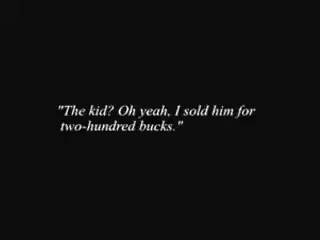 "The kid? Oh yeah, I sold him for
two-hundred bucks."